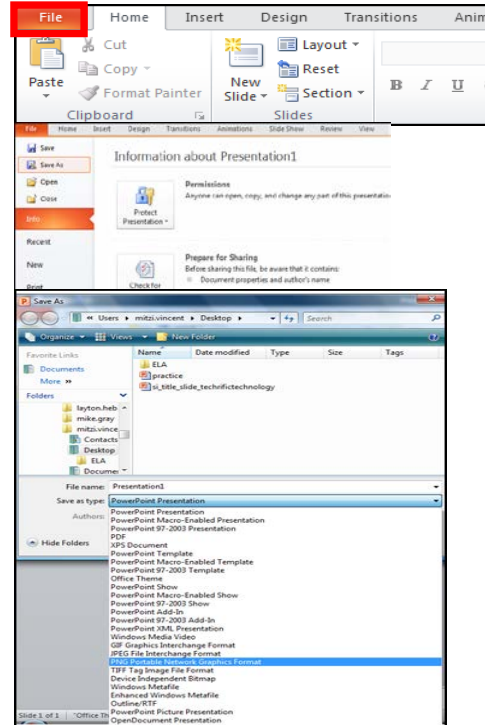 File Home Insert Design Transitions Anim
Cut
Copy
Paste
Format Painter
New
Slide
Layout
Reset
Section
B I U
Clipboard
Slides
File Home Insert Design Transitions Animations Slide Show Review View
Save
Save As
Open
Close
Info
Recent
New
Print
Information about Presentation1
Protect
Presentation
Permissions
Anyone can open, copy, and change any part of this presentation
Check for
Prepare for Sharing
Before sharing this file, be aware that it contains:
Document properties and author's name
Save As
« Users mitzi.vincent Desktop
Search
Organize Views New Folder
Favorite Links
Documents
More »
Folders
layton.heb
mike.gray
mitzi.vince
Contacts
Desktop
ELA
Documer
Name Date modified Type Size Tags
ELA
practice
si_title_slide_techrifictechnology
File name: Presentation1
Save as type: PowerPoint Presentation
Authors:
Hide Folders
PowerPoint Presentation
PowerPoint Macro-Enabled Presentation
PowerPoint 97-2003 Presentation
PDF
XPS Document
PowerPoint Template
PowerPoint Macro-Enabled Template
PowerPoint 97-2003 Template
Office Theme
PowerPoint Show
PowerPoint Macro-Enabled Show
PowerPoint 97-2003 Show
PowerPoint Add-In
PowerPoint 97-2003 Add-In
PowerPoint XML Presentation
Windows Media Video
GIF Graphics Interchange Format
JPEG File Interchange Format
PNG Portable Network Graphics Format
TIFF Tag Image File Format
Device Independent Bitmap
Windows Metafile
Enhanced Windows Metafile
Outline/RTF
PowerPoint Picture Presentation
OpenDocument Presentation
Slide 1 of 1 "Office Th